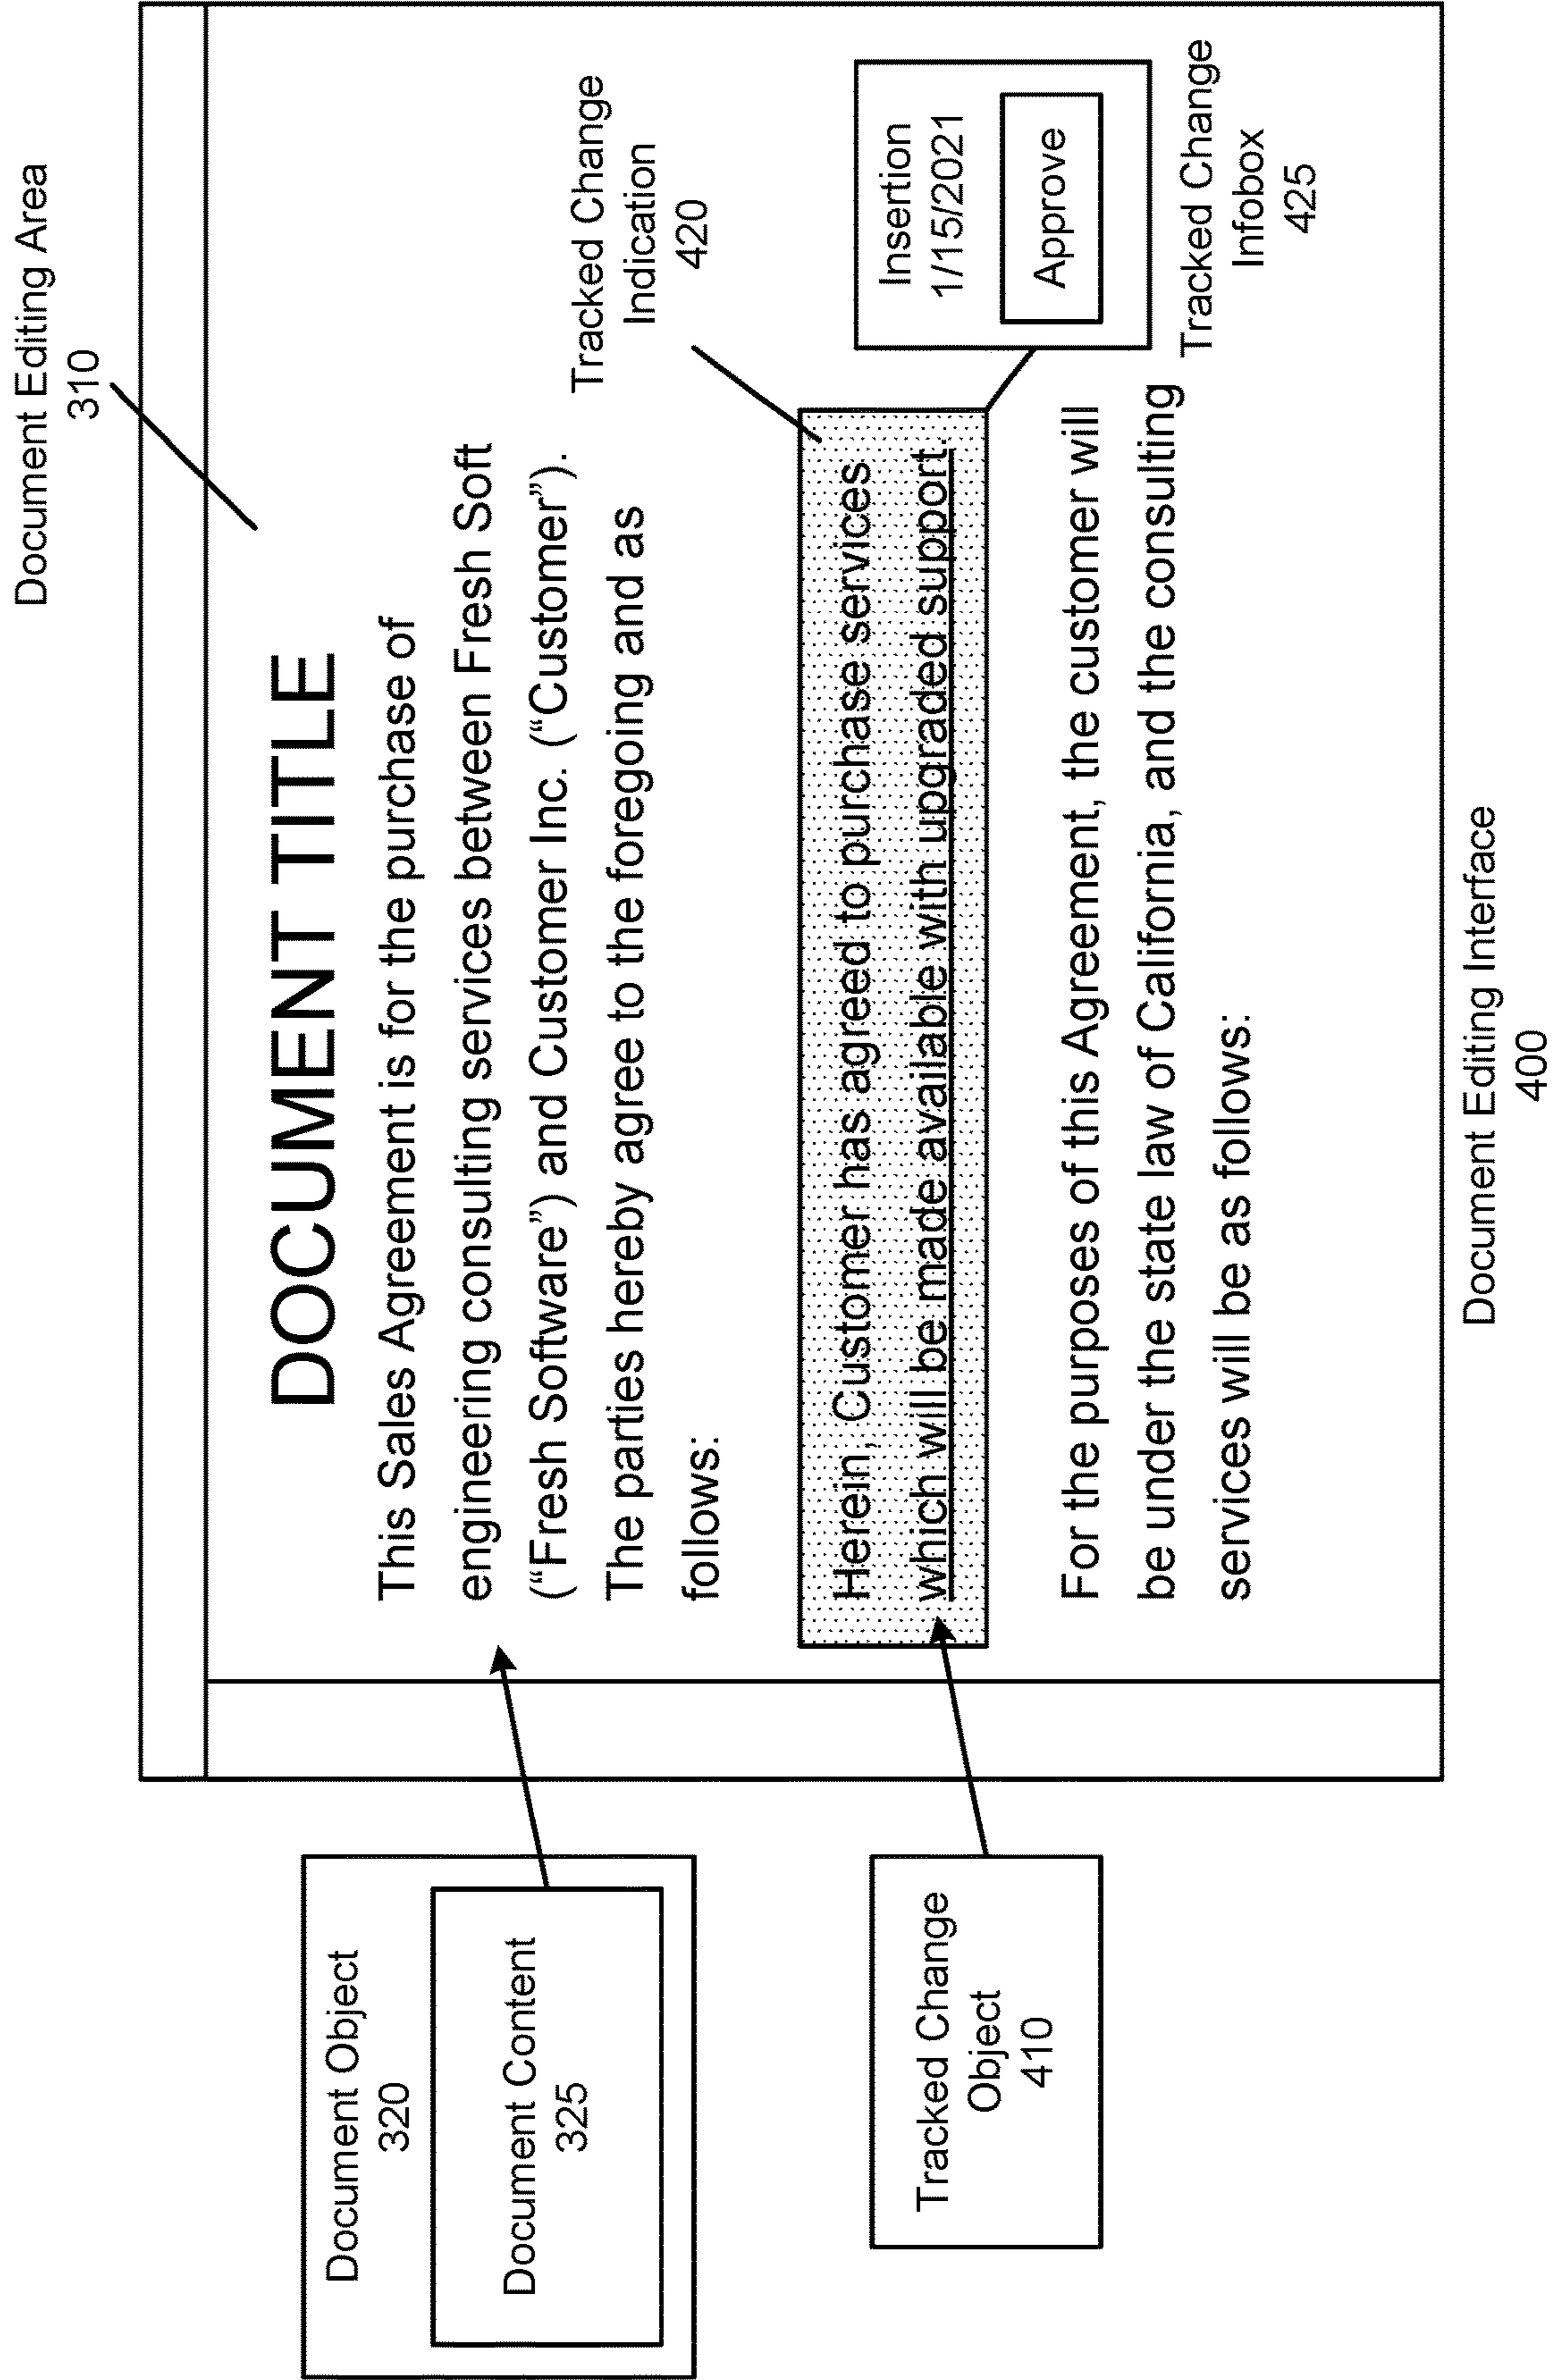 Document Editing Area
310
DOCUMENT TITLE
This Sales Agreement is for the purchase of
engineering consulting services between Fresh Soft
(“Fresh Software”) and Customer Inc. (“Customer”).
The parties hereby agree to the foregoing and as
follows:
Tracked Change
Indication
420
Herein, Customer has agreed to purchase services
which will be made available with upgraded support.
Insertion
1/15/2021
Approve
Tracked Change
Infobox
425
For the purposes of this Agreement, the customer will
be under the state law of California, and the consulting
services will be as follows:
Document Object
320
Document Content
325
Tracked Change
Object
410
Document Editing Interface
400